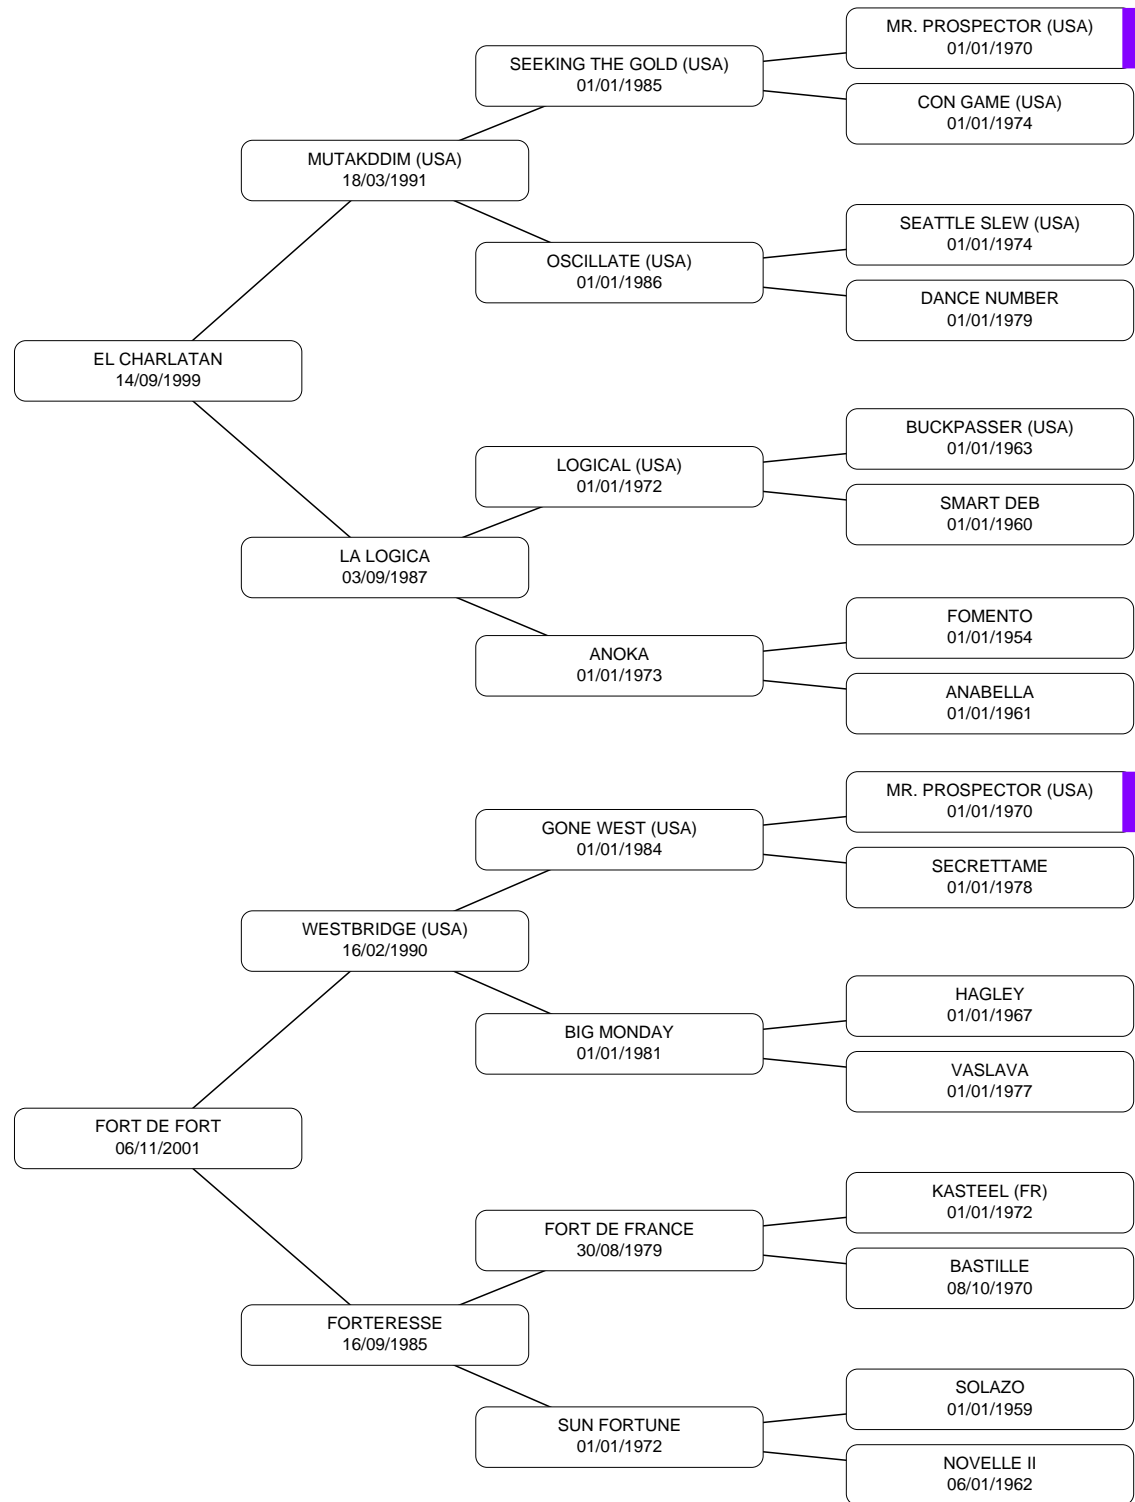 MR. PROSPECTOR (USA)
01/01/1970
SEEKING THE GOLD (USA)
01/01/1985
CON GAME (USA)
01/01/1974
MUTAKDDIM (USA)
18/03/1991
SEATTLE SLEW (USA)
01/01/1974
OSCILLATE (USA)
01/01/1986
DANCE NUMBER
01/01/1979
EL CHARLATAN
14/09/1999
BUCKPASSER (USA)
01/01/1963
LOGICAL (USA)
01/01/1972
SMART DEB
01/01/1960
LA LOGICA
03/09/1987
FOMENTO
01/01/1954
ANOKA
01/01/1973
ANABELLA
01/01/1961
MR. PROSPECTOR (USA)
01/01/1970
GONE WEST (USA)
01/01/1984
SECRETTAME
01/01/1978
WESTBRIDGE (USA)
16/02/1990
HAGLEY
01/01/1967
BIG MONDAY
01/01/1981
VASLAVA
01/01/1977
FORT DE FORT
06/11/2001
KASTEEL (FR)
01/01/1972
FORT DE FRANCE
30/08/1979
BASTILLE
08/10/1970
FORTERESSE
16/09/1985
SOLAZO
01/01/1959
SUN FORTUNE
01/01/1972
NOVELLE II
06/01/1962